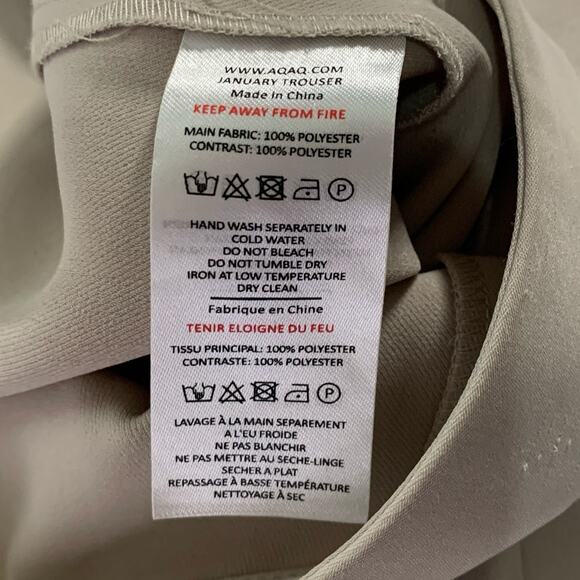 WWW.AQAQ.COM
JANUARY TROUSER
Made in China
KEEP AWAY FROM FIRE
MAIN FABRIC: 100% POLYESTER
CONTRAST: 100% POLYESTER
P
HAND WASH SEPARATELY IN
COLD WATER
DO NOT BLEACH
DO NOT TUMBLE DRY
IRON AT LOW TEMPERATURE
DRY CLEAN
Fabrique en Chine
TENIR ELOIGNE DU FEU
TISSU PRINCIPAL: 100% POLYESTER
CONTRASTE: 100% POLYESTER
P
LAVAGE À LA MAIN SEPAREMENT
A L'EU FROIDE
NE PAS BLANCHIR
NE PAS METTRE AU SECHE-LINGE
SECHER A PLAT
REPASSAGE À BASSE TEMPÉRATURE
NETTOYAGE À SEC